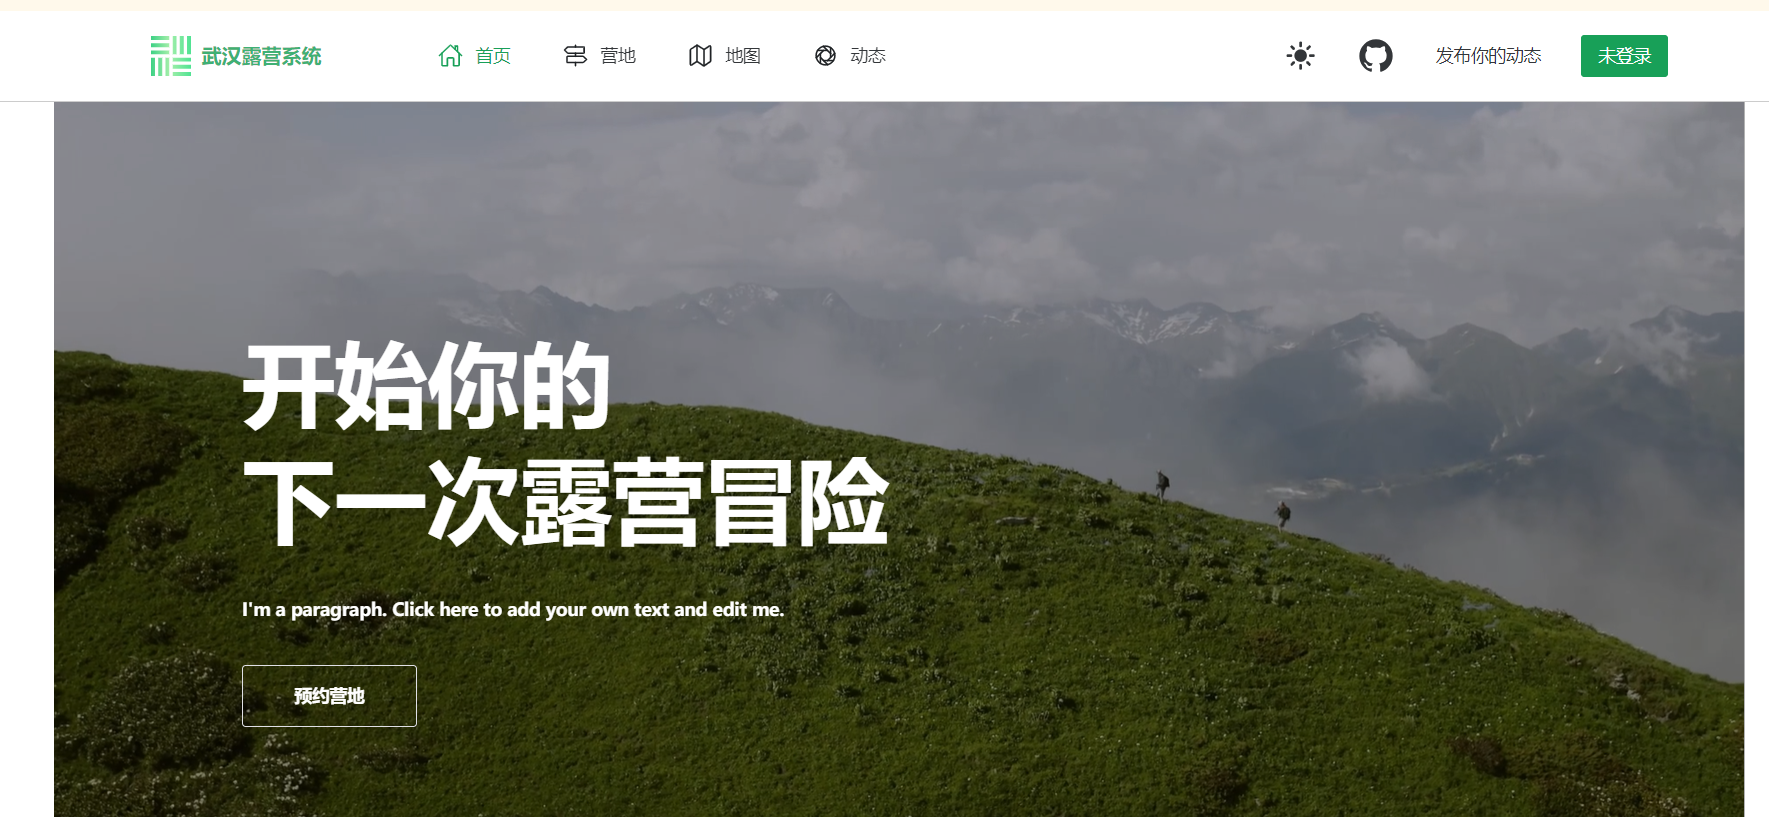 武汉露营系统
首页
营地
地图
动态
发布你的动态
未登录
开始你的
下一次露营冒险
I'm a paragraph. Click here to add your own text and edit me.
预约营地